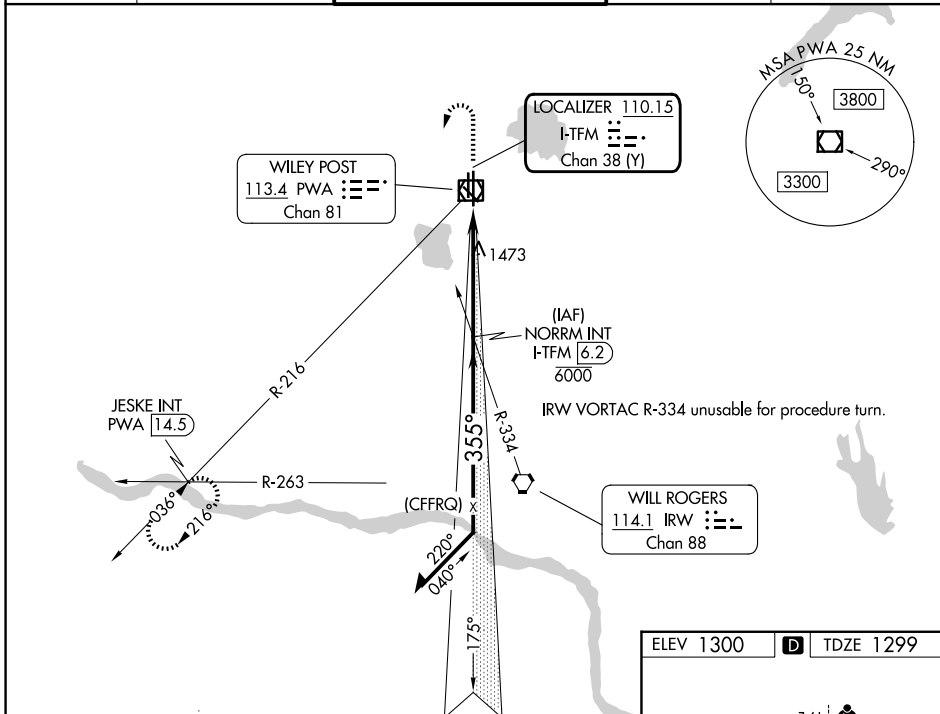 MSA PWA 25 NM
150°
3800
290°
3300
LOCALIZER 110.15
I-TFM
Chan 38 (Y)
WILEY POST
113.4 PWA
Chan 81
1473
(IAF)
NORRM INT
I-TFM 6.2
6000
R-216
IRW VORTAC R-334 unusable for procedure turn.
JESKE INT
PWA 14.5
R-334
355°
R-263
036°
216°
(CFFRQ) X
WILL ROGERS
114.1 IRW
Chan 88
220°
040°
175°
ELEV 1300
D
TDZE 1299